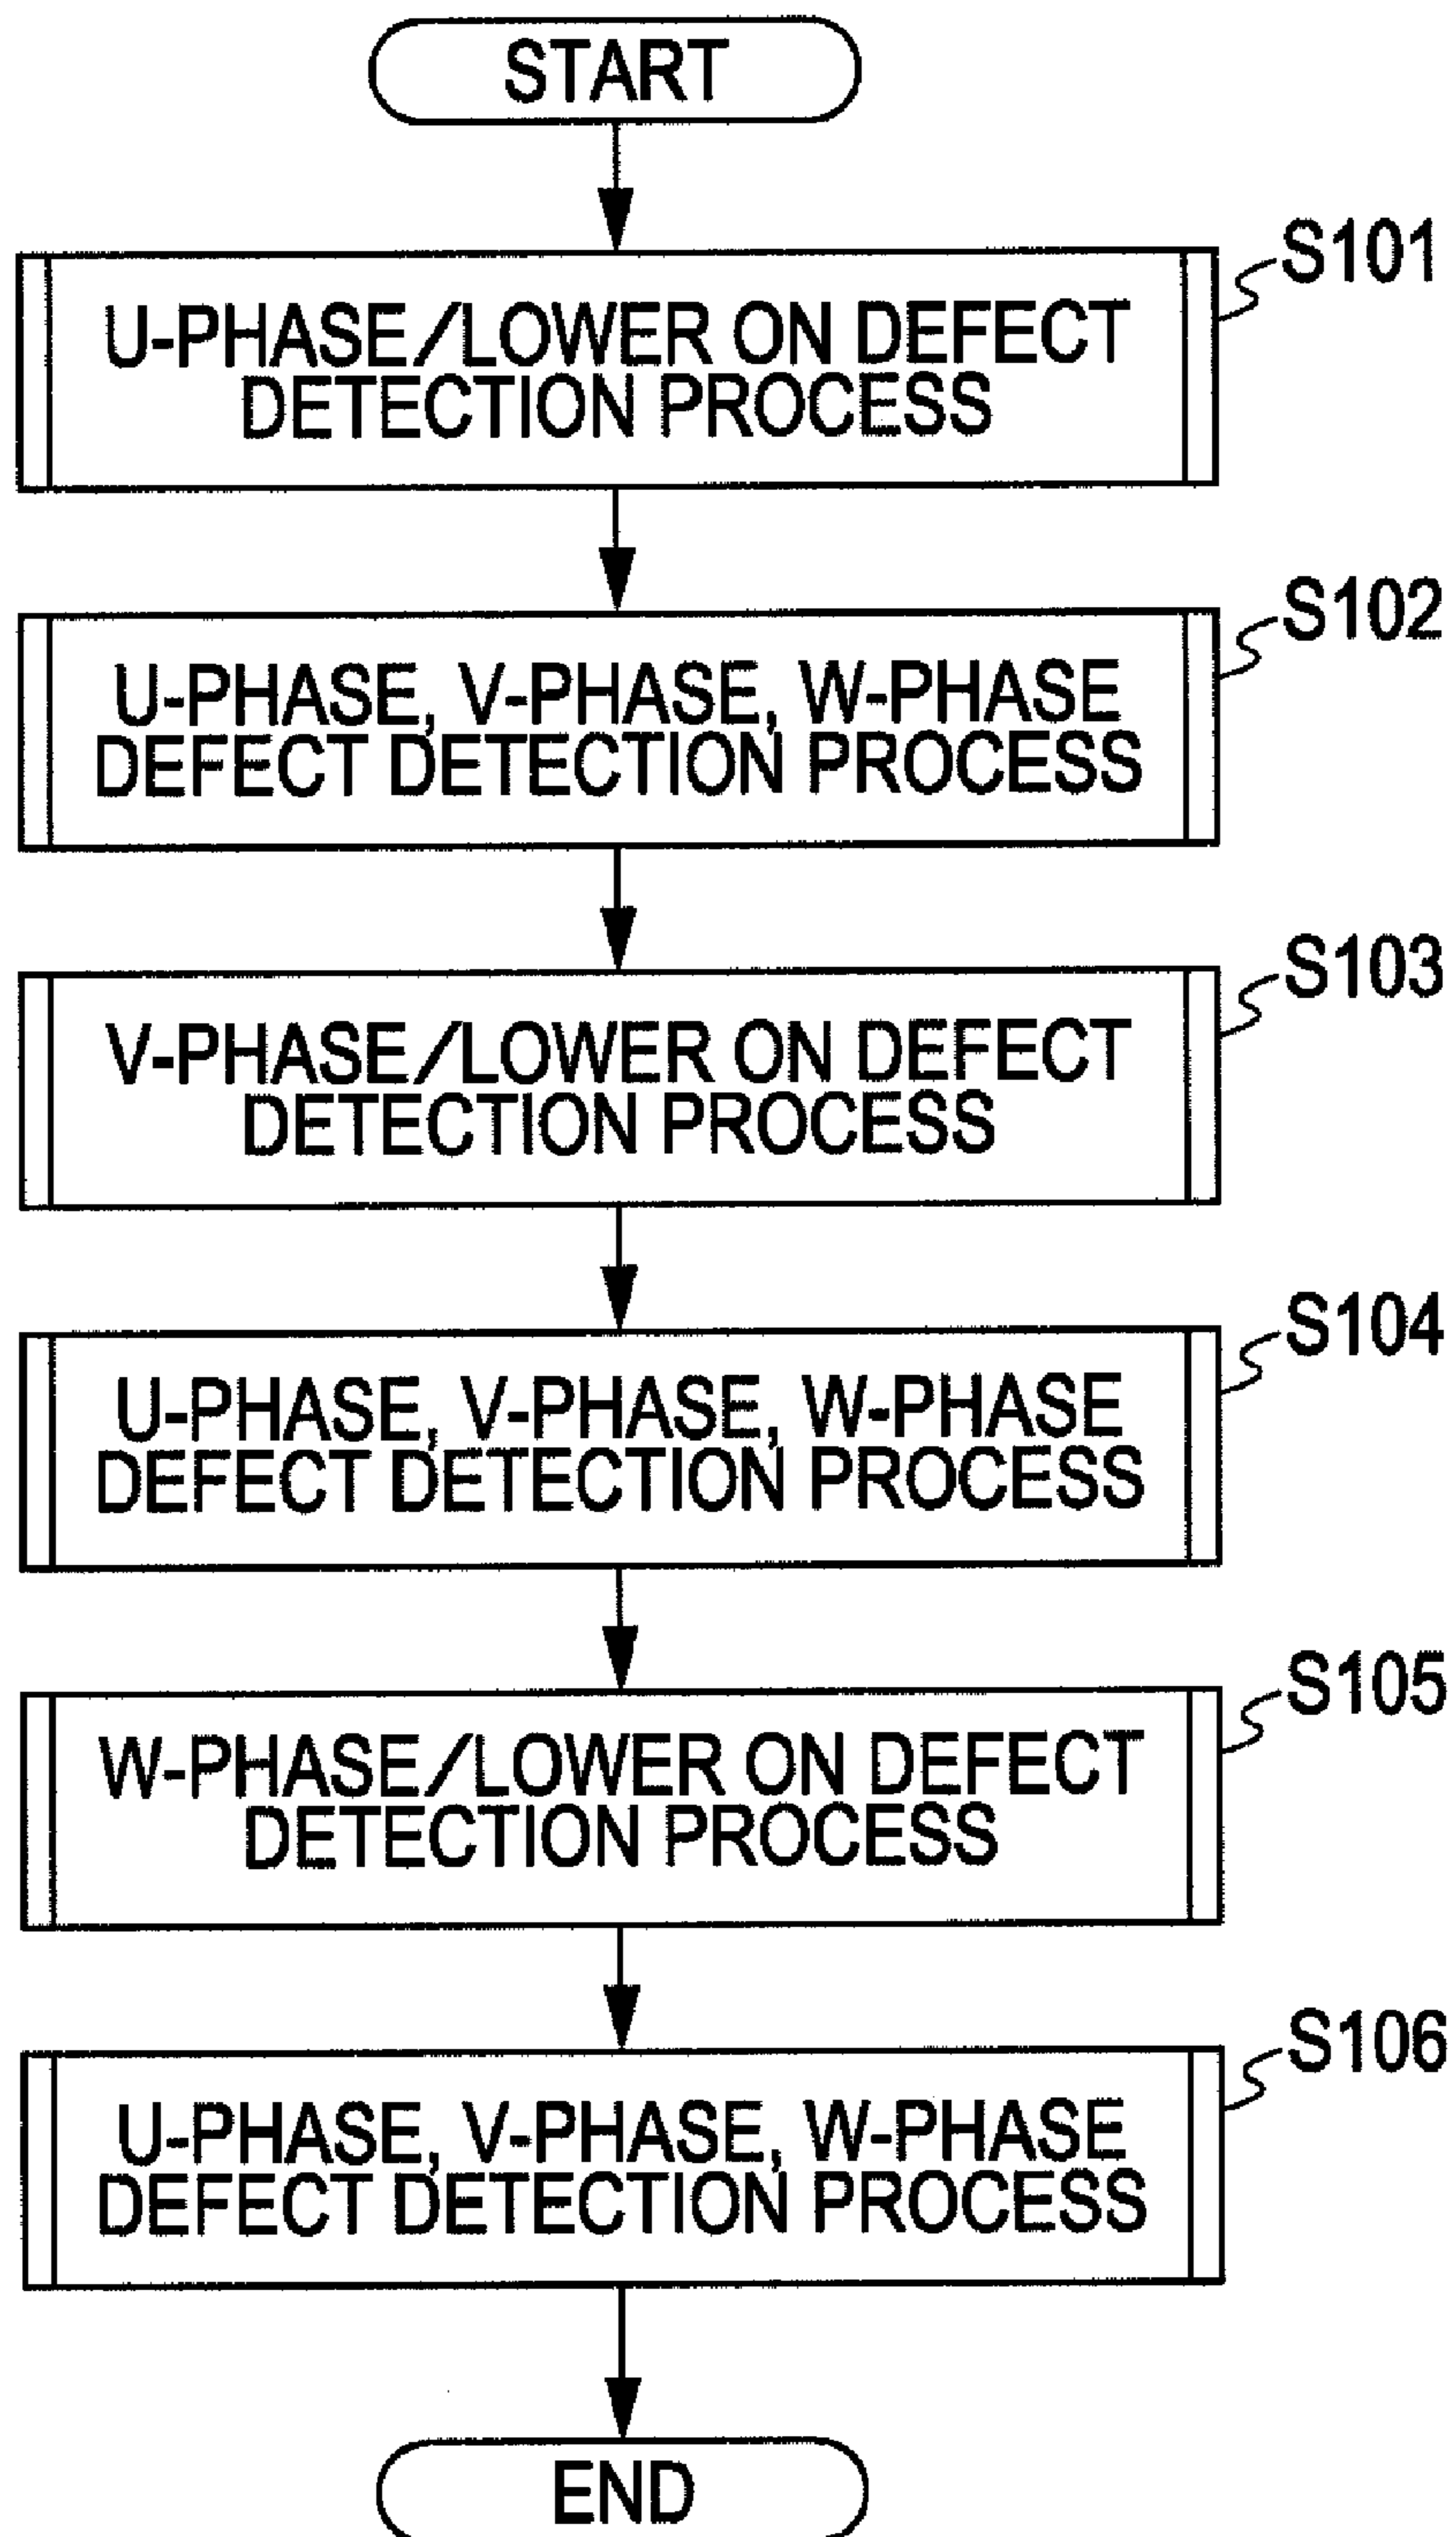 START
S101
U-PHASE/LOWER ON DEFECT
DETECTION PROCESS
S102
U-PHASE, V-PHASE, W-PHASE
DEFECT DETECTION PROCESS
S103
V-PHASE/LOWER ON DEFECT
DETECTION PROCESS
S104
U-PHASE, V-PHASE, W-PHASE
DEFECT DETECTION PROCESS
S105
W-PHASE/LOWER ON DEFECT
DETECTION PROCESS
S106
U-PHASE, V-PHASE, W-PHASE
DEFECT DETECTION PROCESS
END